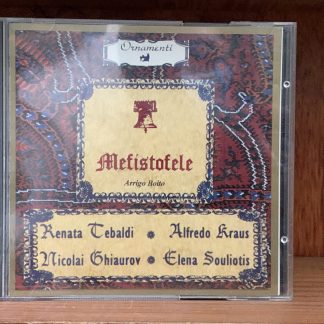 Ornamenti
Mefistofele
Arrigo Boito
Renata Tebaldi Alfredo Kraus
Nicolai Ghiaurov Elena Souliotis